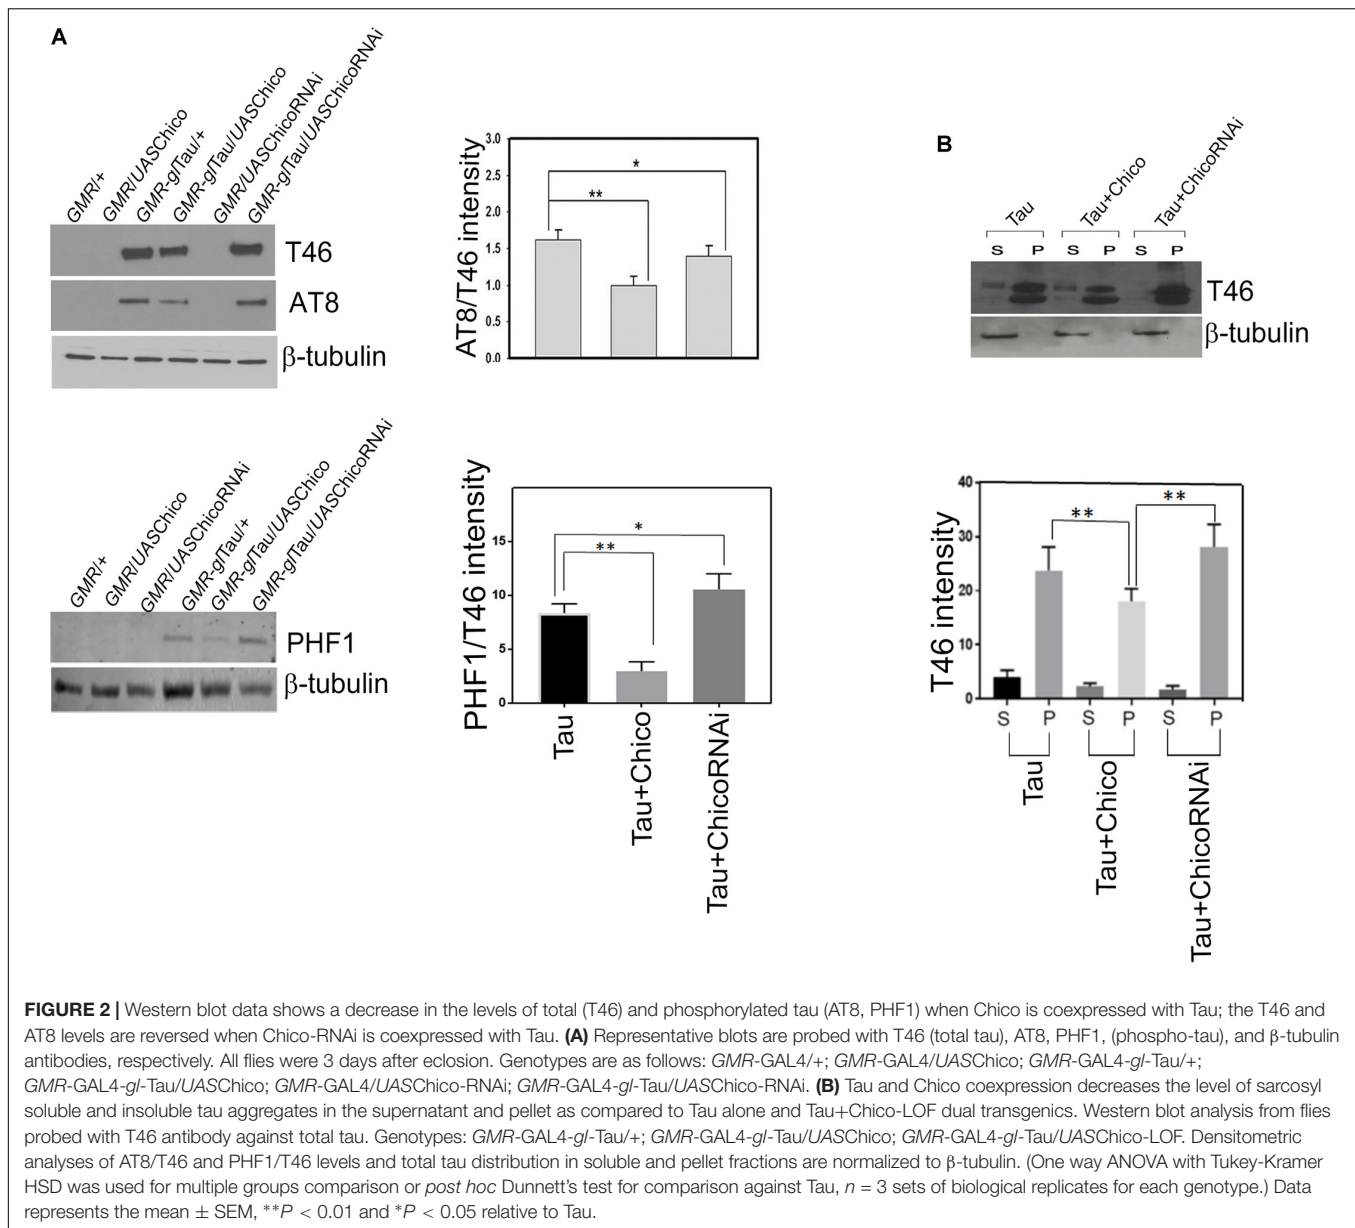 A
GMR/+
GMR/UASChico
GMR-glTau/+
GMR-glTau/UASChico
GMR/UASChicoRNAi
GMR-glTau/UASChicoRNAi
T46
AT8
β-tubulin
AT8/T46 intensity
3.0
2.5
2.0
1.5
1.0
0.5
0.0
*
**
B
Tau
Tau+Chico
Tau+ChicoRNAi
S P S P S P
T46
β-tubulin
GMR/+
GMR/UASChico
GMR/UASChicoRNAi
GMR-glTau/+
GMR-glTau/UASChico
GMR-glTau/UASChicoRNAi
PHF1
β-tubulin
PHF1/T46 intensity
15
10
5
0
*
**
Tau
Tau+Chico
Tau+ChicoRNAi
T46 intensity
40
30
20
10
0
**
**
S P S P S P
Tau
Tau+Chico
Tau+ChicoRNAi
FIGURE 2 | Western blot data shows a decrease in the levels of total (T46) and phosphorylated tau (AT8, PHF1) when Chico is coexpressed with Tau; the T46 and
AT8 levels are reversed when Chico-RNAi is coexpressed with Tau. (A) Representative blots are probed with T46 (total tau), AT8, PHF1, (phospho-tau), and β-tubulin
antibodies, respectively. All flies were 3 days after eclosion. Genotypes are as follows: GMR-GAL4/+; GMR-GAL4/UASChico; GMR-GAL4-gl-Tau/+;
GMR-GAL4-gl-Tau/UASChico; GMR-GAL4/UASChico-RNAi; GMR-GAL4-gl-Tau/UASChico-RNAi. (B) Tau and Chico coexpression decreases the level of sarcosyl
soluble and insoluble tau aggregates in the supernatant and pellet as compared to Tau alone and Tau+Chico-LOF dual transgenics. Western blot analysis from flies
probed with T46 antibody against total tau. Genotypes: GMR-GAL4-gl-Tau/+; GMR-GAL4-gl-Tau/UASChico; GMR-GAL4-gl-Tau/UASChico-LOF. Densitometric
analyses of AT8/T46 and PHF1/T46 levels and total tau distribution in soluble and pellet fractions are normalized to β-tubulin. (One way ANOVA with Tukey-Kramer
HSD was used for multiple groups comparison or post hoc Dunnett's test for comparison against Tau, n = 3 sets of biological replicates for each genotype.) Data
represents the mean ± SEM, **P < 0.01 and *P < 0.05 relative to Tau.